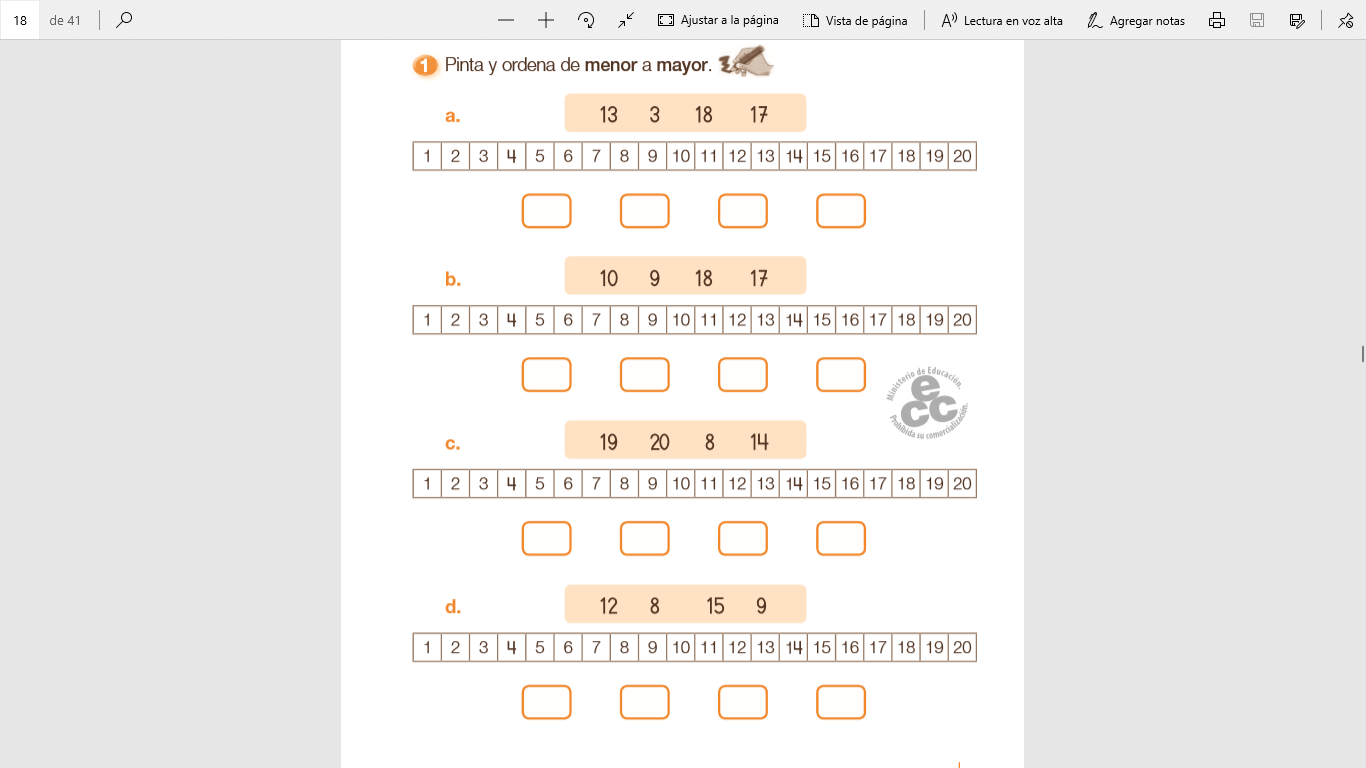 18 de 41 Ajustar a la página Vista de página Lectura en voz alta Agregar notas
1 Pinta y ordena de menor a mayor.
a. 13 3 18 17
1 2 3 4 5 6 7 8 9 10 11 12 13 14 15 16 17 18 19 20
b. 10 9 18 17
1 2 3 4 5 6 7 8 9 10 11 12 13 14 15 16 17 18 19 20
Ministerio de Educación.
ecc
Prohibida su comercialización.
c. 19 20 8 14
1 2 3 4 5 6 7 8 9 10 11 12 13 14 15 16 17 18 19 20
d. 12 8 15 9
1 2 3 4 5 6 7 8 9 10 11 12 13 14 15 16 17 18 19 20